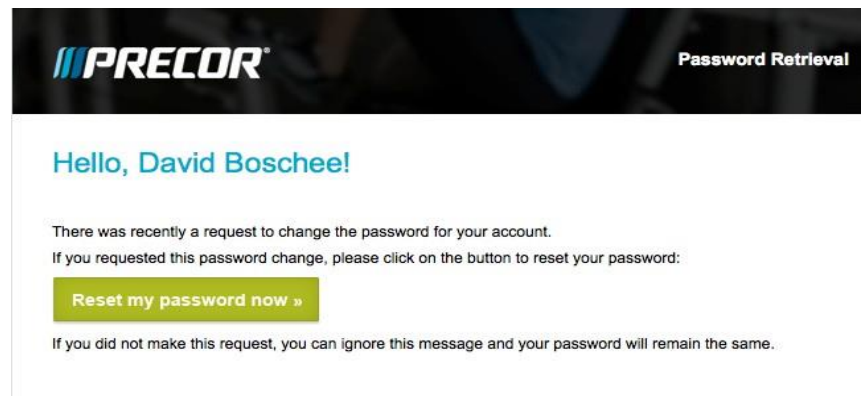 PRECOR®
Password Retrieval
Hello, David Boschee!
There was recently a request to change the password for your account.
If you requested this password change, please click on the button to reset your password:
Reset my password now »
If you did not make this request, you can ignore this message and your password will remain the same.